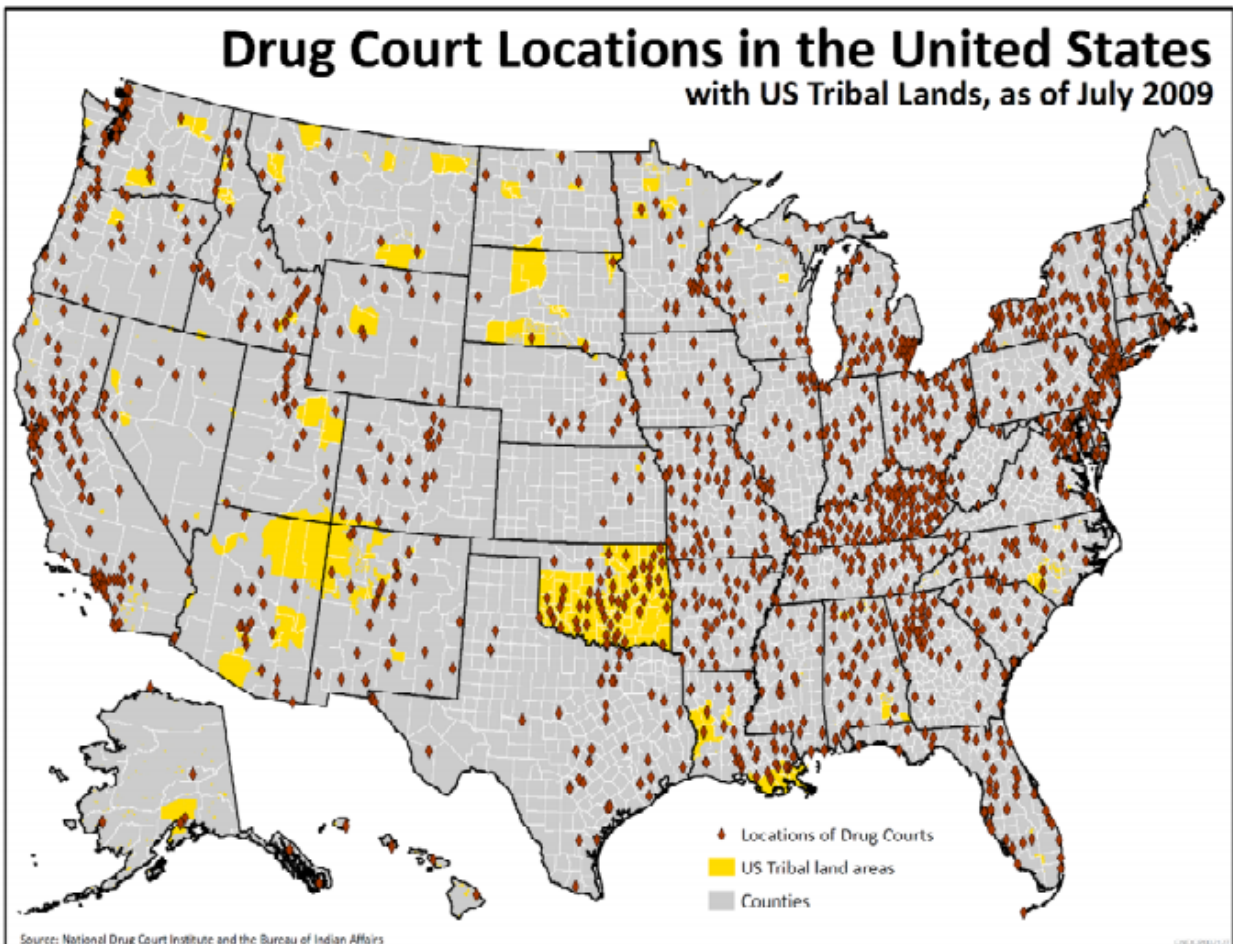 Drug Court Locations in the United States
with US Tribal Lands, as of July 2009
Locations of Drug Courts
US Tribal land areas
Counties
Source: National Drug Court Institute and the Bureau of Indian Affairs